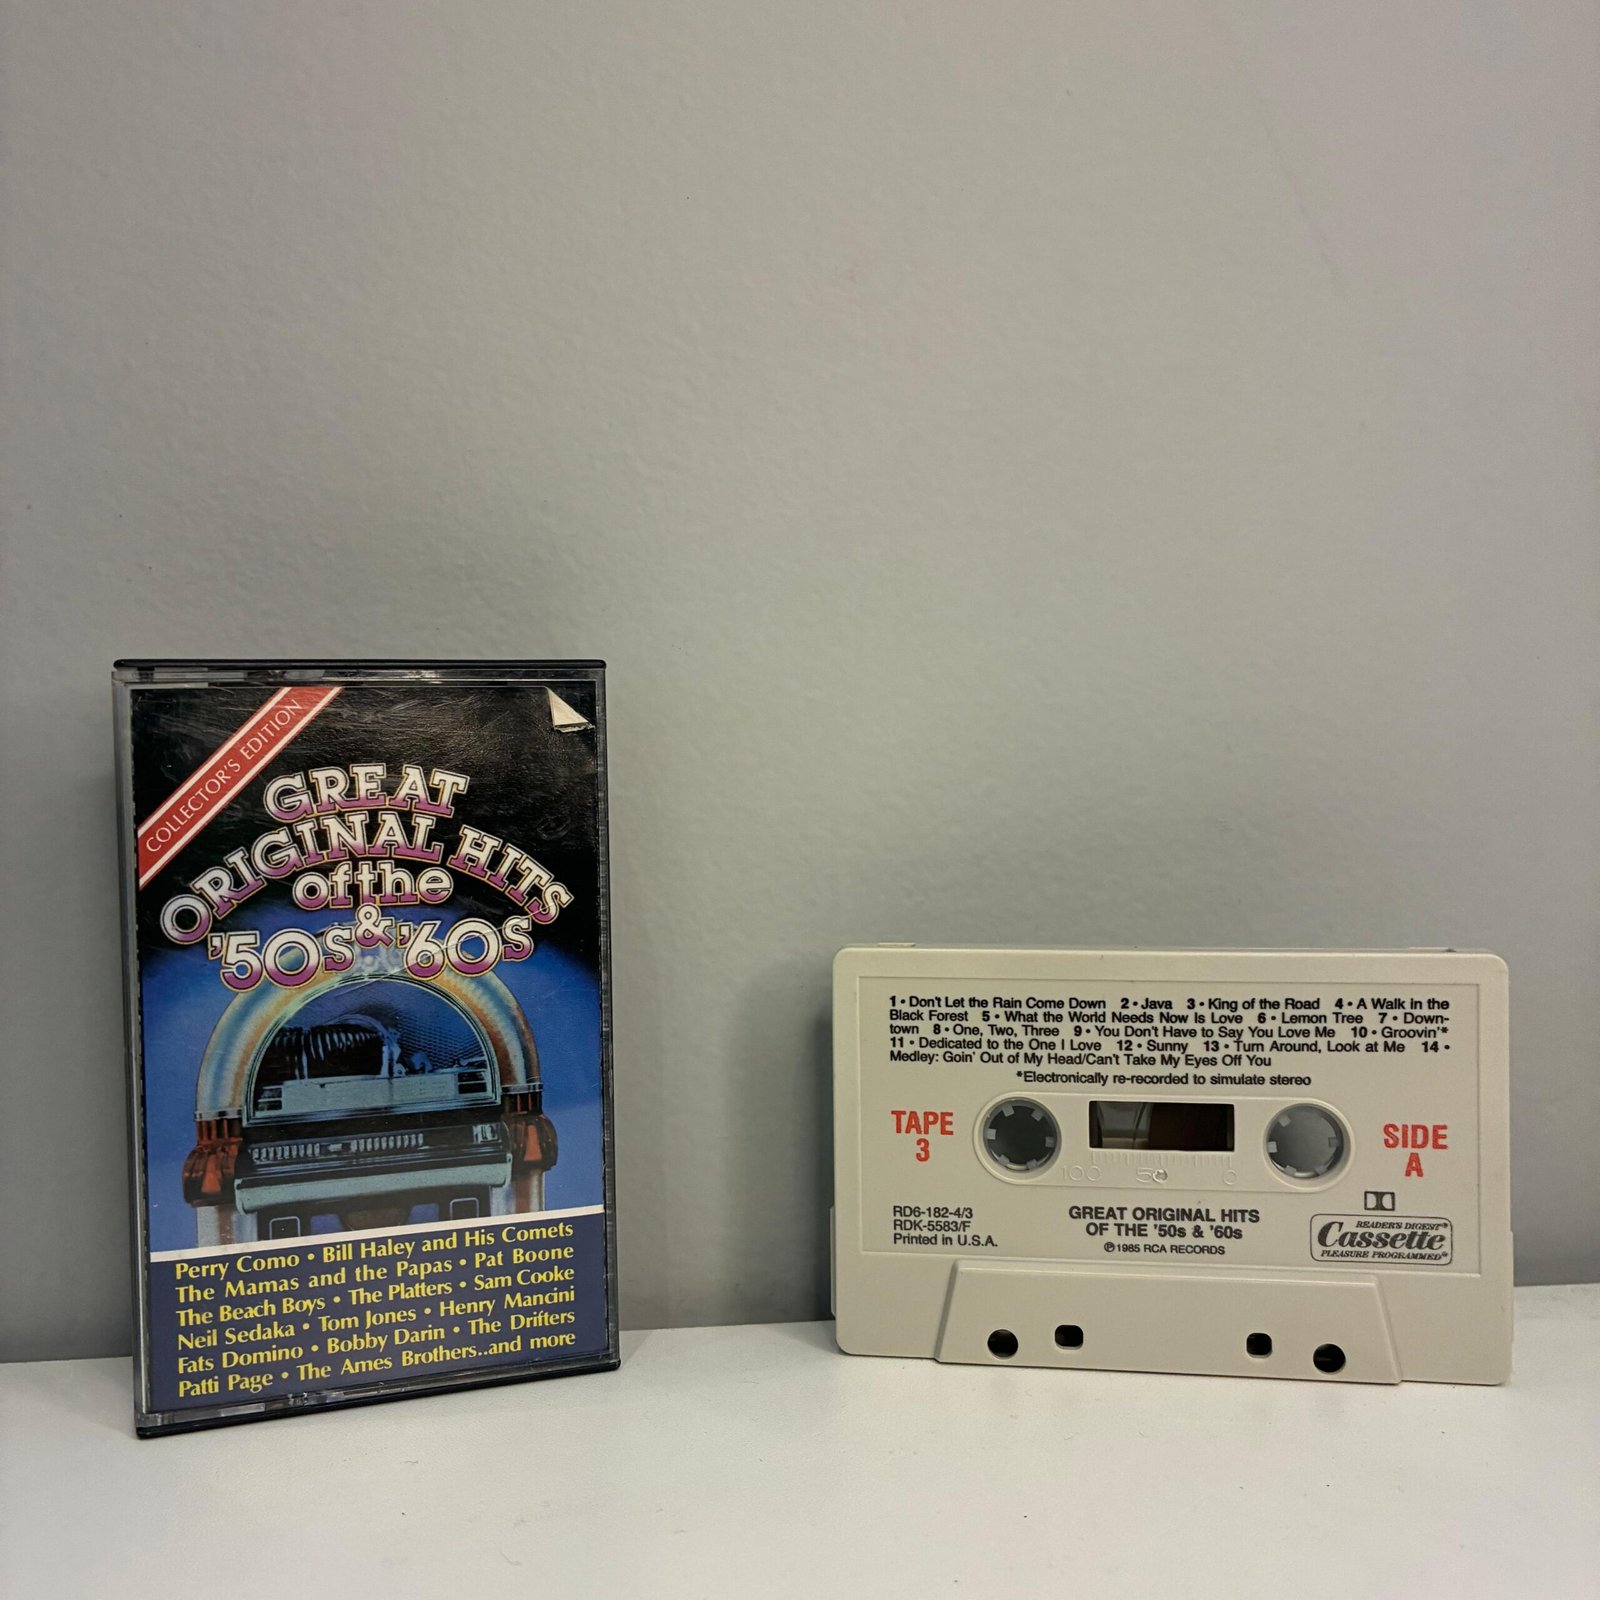 COLLECTOR'S EDITION
GREAT
ORIGINAL HITS
of the
'50s & '60s
Perry Como • Bill Haley and His Comets
The Mamas and the Papas • Pat Boone
The Beach Boys • The Platters • Sam Cooke
Neil Sedaka • Tom Jones • Henry Mancini
Fats Domino • Bobby Darin • The Drifters
Patti Page • The Ames Brothers..and more
1 • Don't Let the Rain Come Down 2 • Java 3 • King of the Road 4 • A Walk in the
Black Forest 5 • What the World Needs Now Is Love 6 • Lemon Tree 7 • Down-
town 8 • One, Two, Three 9 • You Don't Have to Say You Love Me 10 • Groovin'*
11 • Dedicated to the One I Love 12 • Sunny 13 • Turn Around, Look at Me 14 •
Medley: Goin' Out of My Head/Can't Take My Eyes Off You
*Electronically re-recorded to simulate stereo
TAPE
3
SIDE
A
100 50 0
RD6-182-4/3
RDK-5583/F
Printed in U.S.A.
GREAT ORIGINAL HITS
OF THE '50s & '60s
℗ 1985 RCA RECORDS
READER'S DIGEST®
Cassette
PLEASURE PROGRAMMED®